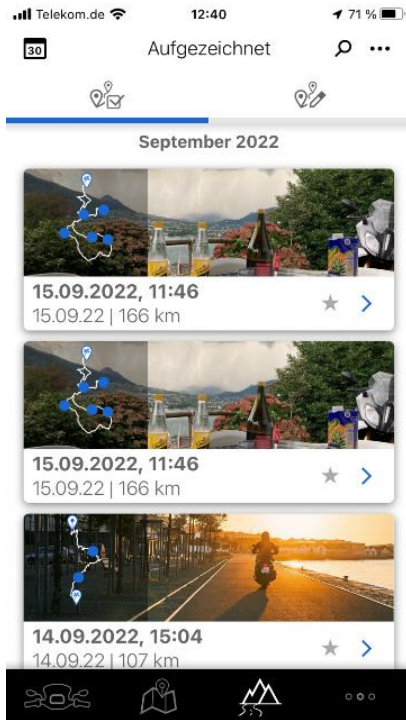 Telekom.de 12:40 71 %
30 Aufgezeichnet
September 2022
15.09.2022, 11:46
15.09.22 | 166 km
15.09.2022, 11:46
15.09.22 | 166 km
14.09.2022, 15:04
14.09.22 | 107 km